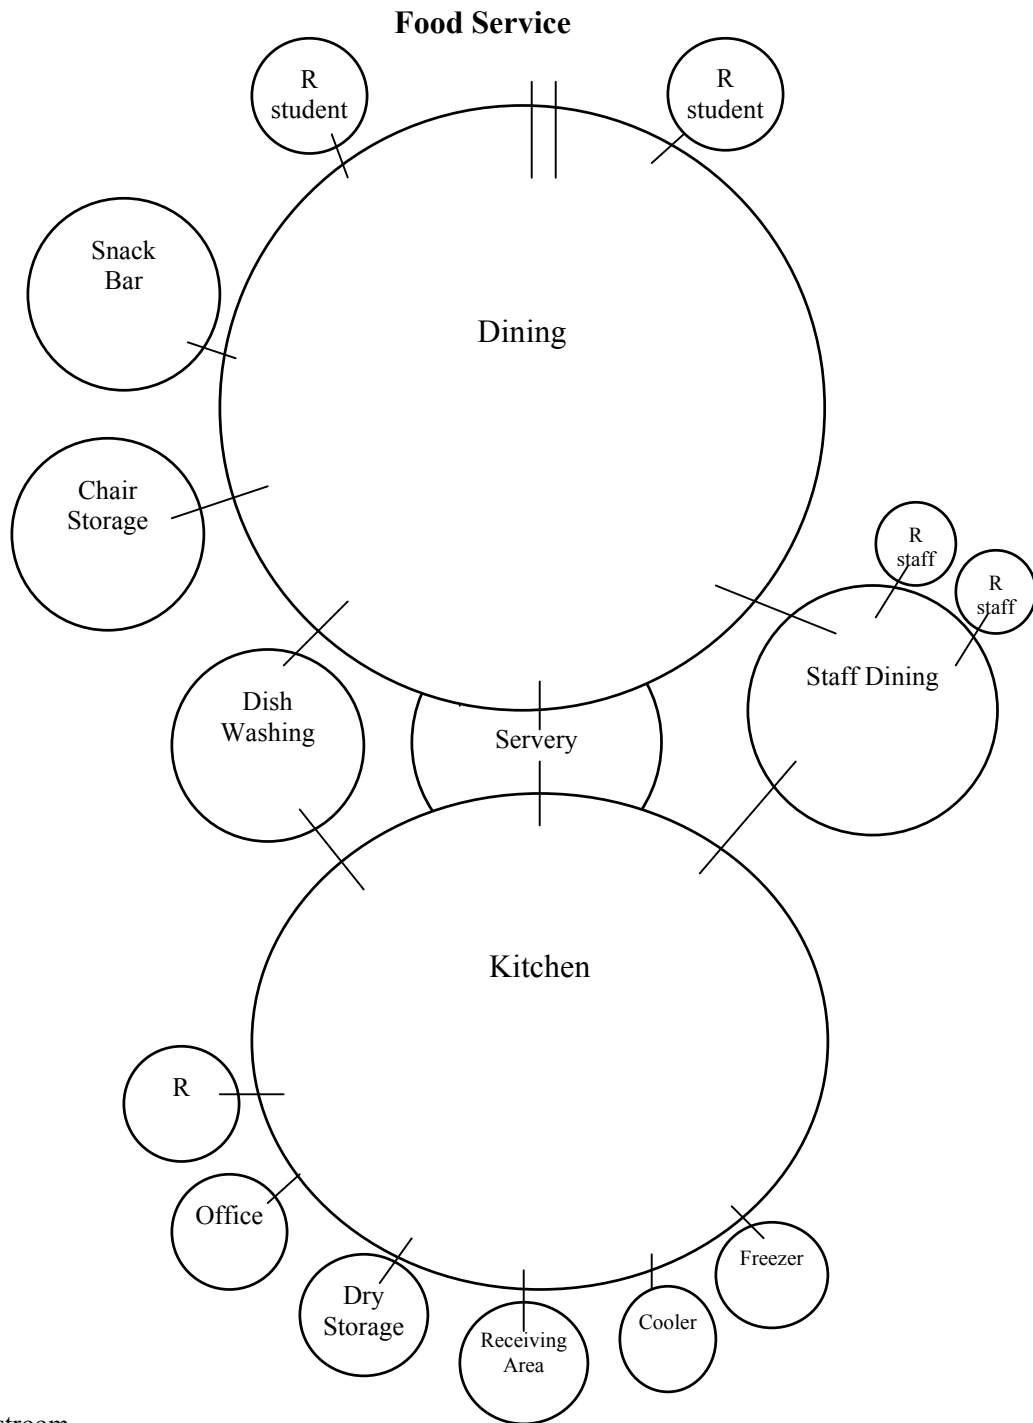 Food Service
R
student
R
student
Snack
Bar
Dining
Chair
Storage
R
staff
R
staff
Staff Dining
Dish
Washing
Servery
Kitchen
R
Office
Freezer
Dry
Storage
Cooler
Receiving
Area